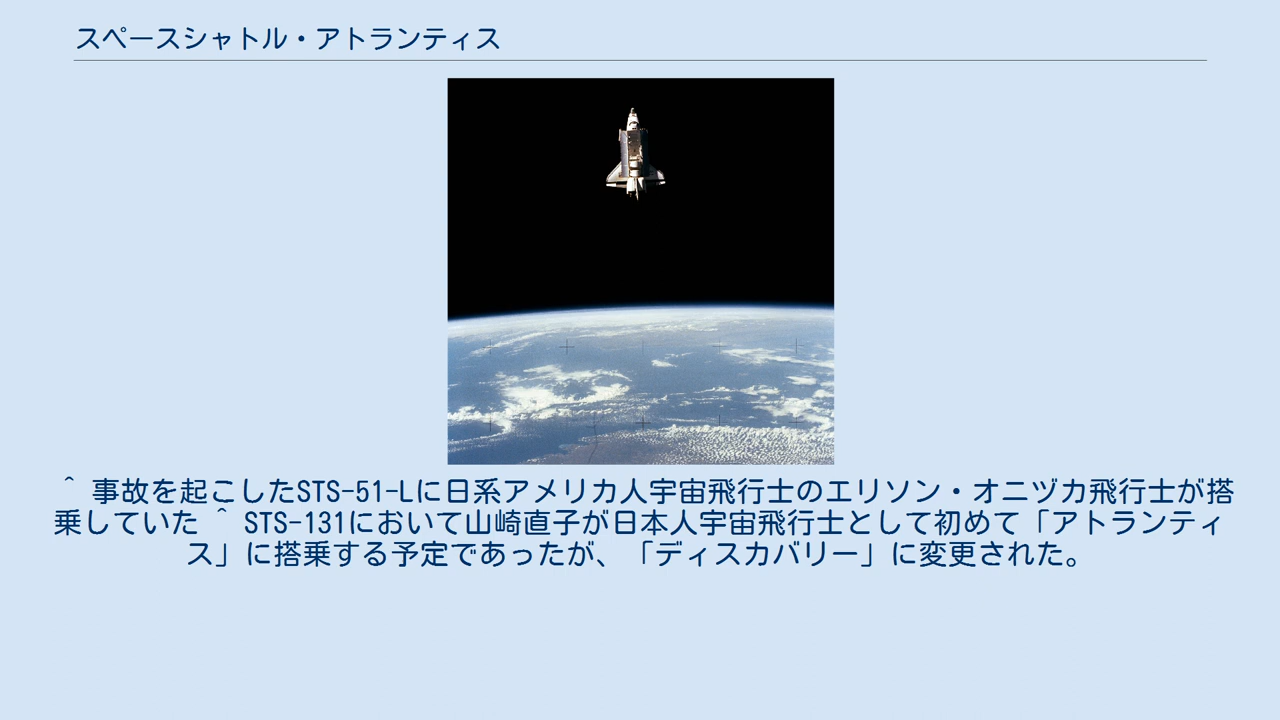 スペースシャトル・アトランティス
^ 事故を起こしたSTS-51-Lに日系アメリカ人宇宙飛行士のエリソン・オニヅカ飛行士が搭
乗していた ^ STS-131において山崎直子が日本人宇宙飛行士として初めて「アトランティ
ス」に搭乗する予定であったが、「ディスカバリー」に変更された。